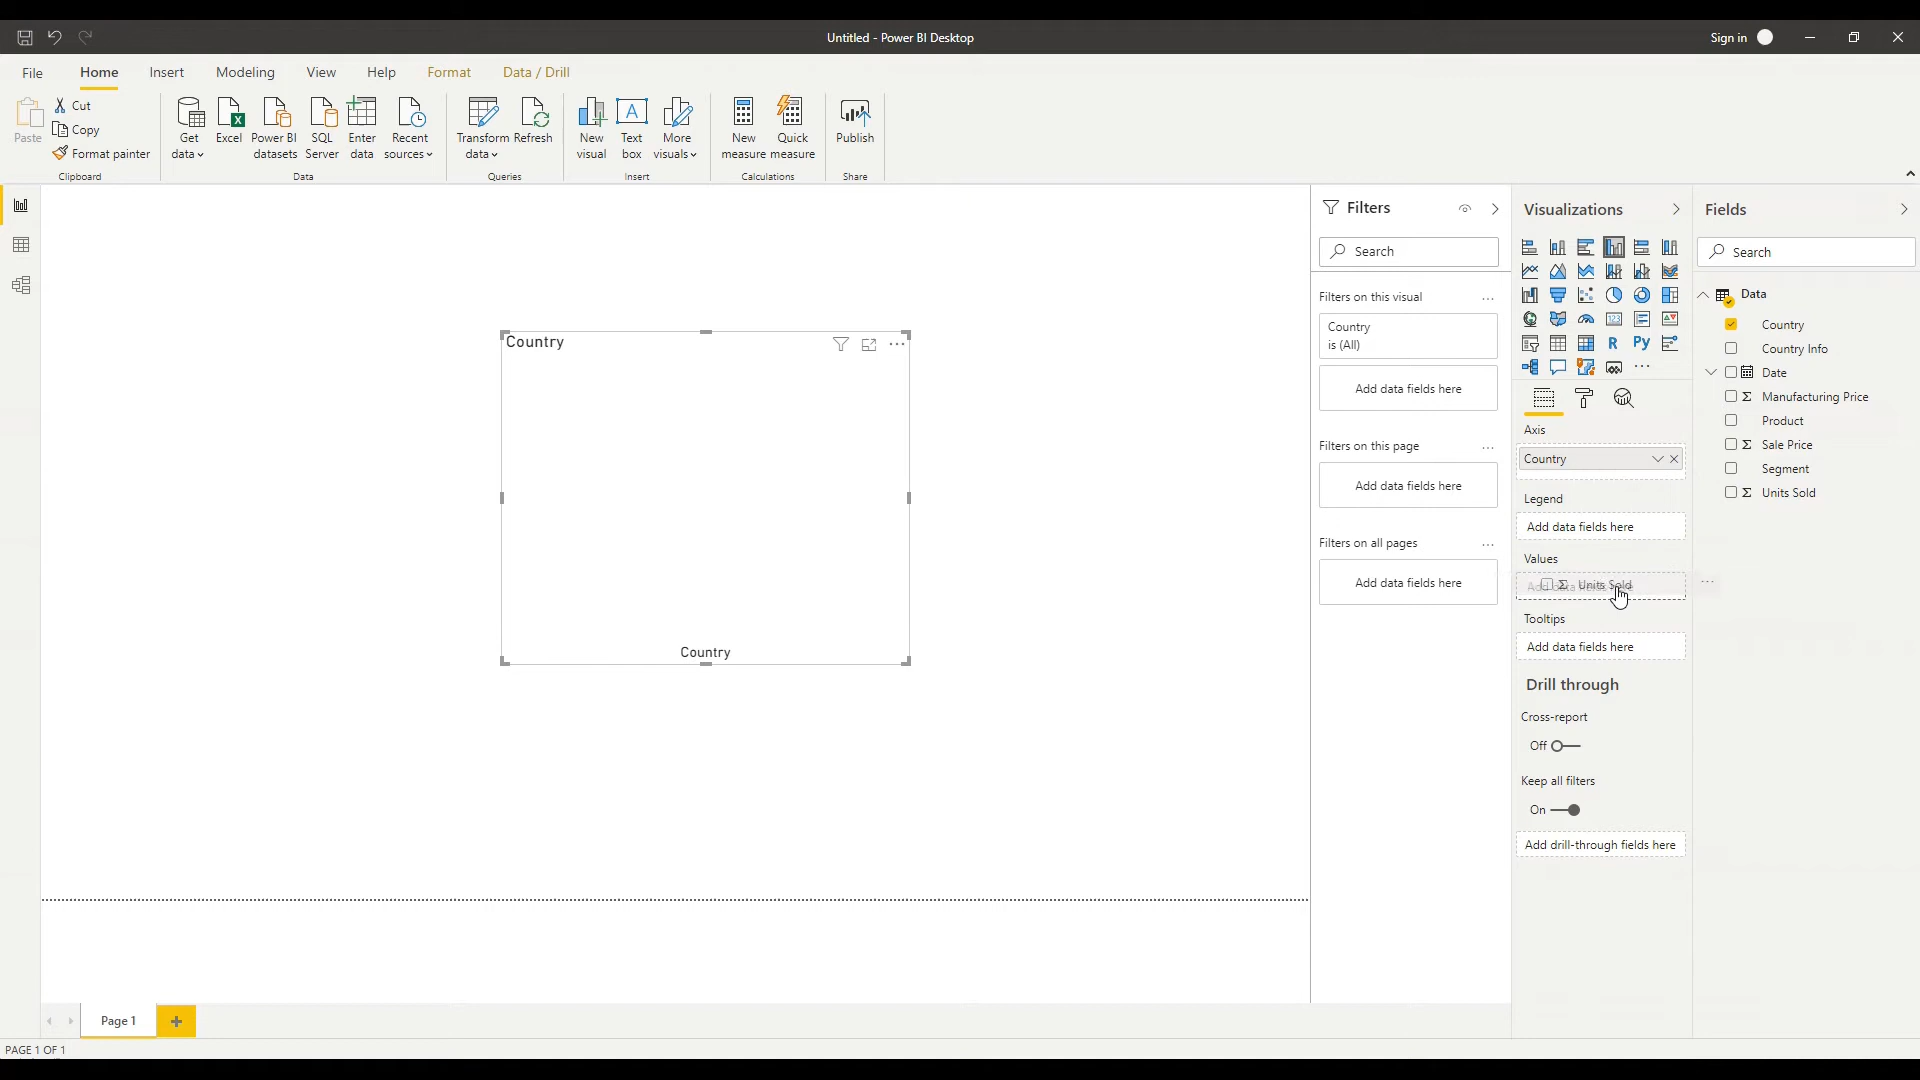 Untitled - Power BI Desktop
Sign in
File
Home
Insert
Modeling
View
Help
Format
Data / Drill
Paste
Cut
Copy
Format painter
Clipboard
Get data
Excel
Power BI datasets
SQL Server
Enter data
Recent sources
Data
Transform data
Refresh
Queries
New visual
Text box
More visuals
Insert
New measure
Quick measure
Calculations
Publish
Share
Country
Country
Filters
Search
Filters on this visual
Country
is (All)
Add data fields here
Filters on this page
Add data fields here
Filters on all pages
Add data fields here
Visualizations
R
Py
123
Axis
Country
Legend
Add data fields here
Values
Units Sold
Tooltips
Add data fields here
Drill through
Cross-report
Off
Keep all filters
On
Add drill-through fields here
Fields
Search
Data
Country
Country Info
Date
Σ Manufacturing Price
Product
Σ Sale Price
Segment
Σ Units Sold
Page 1
PAGE 1 OF 1